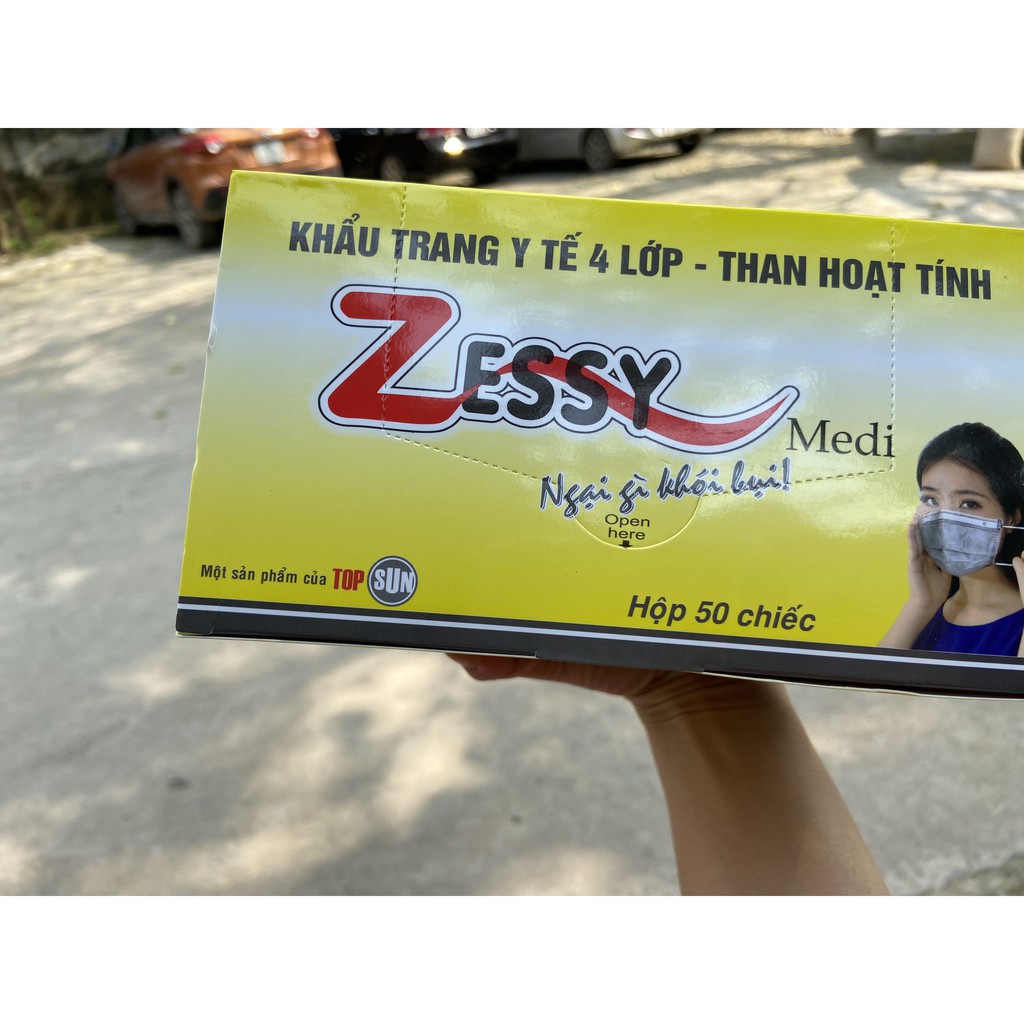 KHẨU TRANG Y TẾ 4 LỚP - THAN HOẠT TÍNH
ZESSY
Medi
Ngại gì khói bụi!
Open
here
Một sản phẩm của TOP SUN
Hộp 50 chiếc